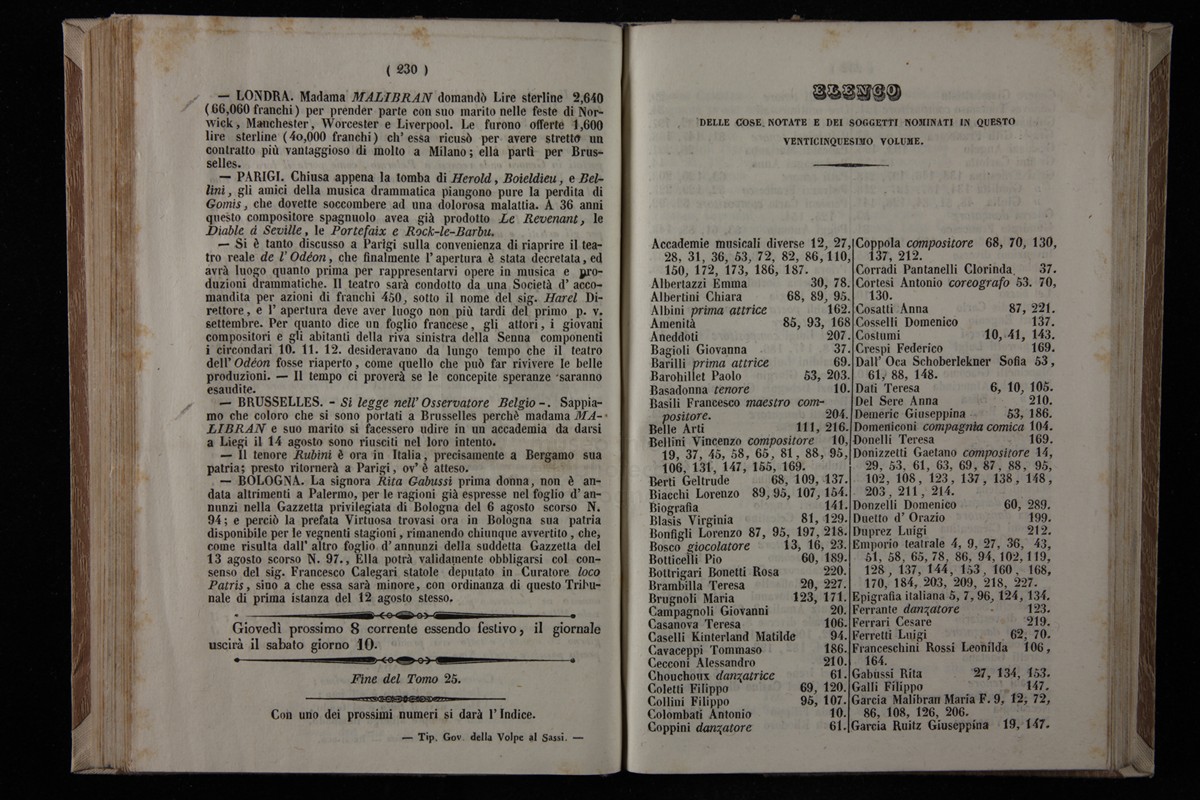 ( 230 )
— LONDRA. Madama MALIBRAN domandò Lire sterline 2,640
(66,060 franchi) per prender parte con suo marito nelle feste di Nor-
wick, Manchester, Worcester e Liverpool. Le furono offerte 1,600
lire sterline (40,000 franchi) ch' essa ricusò per avere stretto un
contratto più vantaggioso di molto a Milano; ella partì per Brus-
selles.
— PARIGI. Chiusa appena la tomba di Herold, Boieldieu, e Bel-
lini, gli amici della musica drammatica piangono pure la perdita di
Gomis, che dovette soccombere ad una dolorosa malattia. A 36 anni
questo compositore spagnuolo avea già prodotto Le Revenant, le
Diable á Seville, le Portefaix e Rock-le-Barbu.
— Si è tanto discusso a Parigi sulla convenienza di riaprire il tea-
tro reale de l' Odéon, che finalmente l' apertura è stata decretata, ed
avrà luogo quanto prima per rappresentarvi opere in musica e pro-
duzioni drammatiche. Il teatro sarà condotto da una Società d' acco-
mandita per azioni di franchi 450, sotto il nome del sig. Harel Di-
rettore, e l' apertura deve aver luogo non più tardi del primo p. v.
settembre. Per quanto dice un foglio francese, gli attori, i giovani
compositori e gli abitanti della riva sinistra della Senna componenti
i circondari 10. 11. 12. desideravano da lungo tempo che il teatro
dell' Odéon fosse riaperto, come quello che può far rivivere le belle
produzioni. — Il tempo ci proverà se le concepite speranze saranno
esaudite.
— BRUSSELLES. - Si legge nell' Osservatore Belgio -. Sappia-
mo che coloro che si sono portati a Brusselles perchè madama MA-
LIBRAN e suo marito si facessero udire in un accademia da darsi
a Liegi il 14 agosto sono riusciti nel loro intento.
— Il tenore Rubini è ora in Italia, precisamente a Bergamo sua
patria; presto ritornerà a Parigi, ov' è atteso.
— BOLOGNA. La signora Rita Gabussi prima donna, non è an-
data altrimenti a Palermo, per le ragioni già espresse nel foglio d' an-
nunzi nella Gazzetta privilegiata di Bologna del 6 agosto scorso N.
94; e perciò la prefata Virtuosa trovasi ora in Bologna sua patria
disponibile per le vegnenti stagioni, rimanendo chiunque avvertito, che,
come risulta dall' altro foglio d' annunzi della suddetta Gazzetta del
13 agosto scorso N. 97., Ella potrà validamente obbligarsi col con-
senso del sig. Francesco Calegari statole deputato in Curatore loco
Patris, sino a che essa sarà minore, con ordinanza di questo Tribu-
nale di prima istanza del 12 agosto stesso.
Giovedì prossimo 8 corrente essendo festivo, il giornale
uscirà il sabato giorno 10.
Fine del Tomo 25.
Con uno dei prossimi numeri si darà l' Indice.
— Tip. Gov. della Volpe al Sassi. —
ELENCO
DELLE COSE NOTATE E DEI SOGGETTI NOMINATI IN QUESTO
VENTICINQUESIMO VOLUME.
Accademie musicali diverse 12, 27,
28, 31, 36, 53, 72, 82, 86, 110,
150, 172, 173, 186, 187.
Albertazzi Emma 30, 78.
Albertini Chiara 68, 89, 95.
Albini prima attrice 162.
Amenità 85, 93, 168
Aneddoti 207.
Bagioli Giovanna 37.
Barilli prima attrice 69.
Barohillet Paolo 53, 203.
Basadonna tenore 10.
Basili Francesco maestro com-
positore. 204.
Belle Arti 111, 216.
Bellini Vincenzo compositore 10,
19, 37, 45, 58, 65, 81, 88, 95,
106, 131, 147, 155, 169.
Berti Geltrude 68, 109, 137.
Biacchi Lorenzo 89, 95, 107, 154.
Biografia 141.
Blasis Virginia 81, 129.
Bonfigli Lorenzo 87, 95, 197, 218.
Bosco giocolatore 13, 16, 23.
Botticelli Pio 60, 189.
Bottrigari Bonetti Rosa 220.
Brambilla Teresa 20, 227.
Brugnoli Maria 123, 171.
Campagnoli Giovanni 20.
Casanova Teresa 106.
Caselli Kinterland Matilde 94.
Cavaceppi Tommaso 186.
Cecconi Alessandro 210.
Chouchoux danzatrice 61.
Coletti Filippo 69, 120.
Collini Filippo 95, 107.
Colombati Antonio 10.
Coppini danzatore 61.
Coppola compositore 68, 70, 130,
137, 212.
Corradi Pantanelli Clorinda 37.
Cortesi Antonio coreografo 53. 70,
130.
Cosatti Anna 87, 221.
Cosselli Domenico 137.
Costumi 10, 41, 143.
Crespi Federico 169.
Dall' Oca Schoberlekner Sofia 53,
61, 88, 148.
Dati Teresa 6, 10, 105.
Del Sere Anna 210.
Demeric Giuseppina 53, 186.
Domeniconi compagnia comica 104.
Donelli Teresa 169.
Donizzetti Gaetano compositore 14,
29, 53, 61, 63, 69, 87, 88, 95,
102, 108, 123, 137, 138, 148,
203, 211, 214.
Donzelli Domenico 60, 289.
Duetto d' Orazio 199.
Duprez Luigi 212.
Emporio teatrale 4, 9, 27, 36, 43,
51, 58, 65, 78, 86, 94, 102, 119,
128, 137, 144, 153, 160, 168,
170, 184, 203, 209, 218, 227.
Epigrafia italiana 5, 7, 96, 124, 134.
Ferrante danzatore 123.
Ferrari Cesare 219.
Ferretti Luigi 62, 70.
Franceschini Rossi Leonilda 106,
164.
Gabussi Rita 27, 134, 153.
Galli Filippo 147.
Garcia Malibran Maria F. 9, 12, 72,
86, 108, 126, 206.
Garcia Ruitz Giuseppina 19, 147.